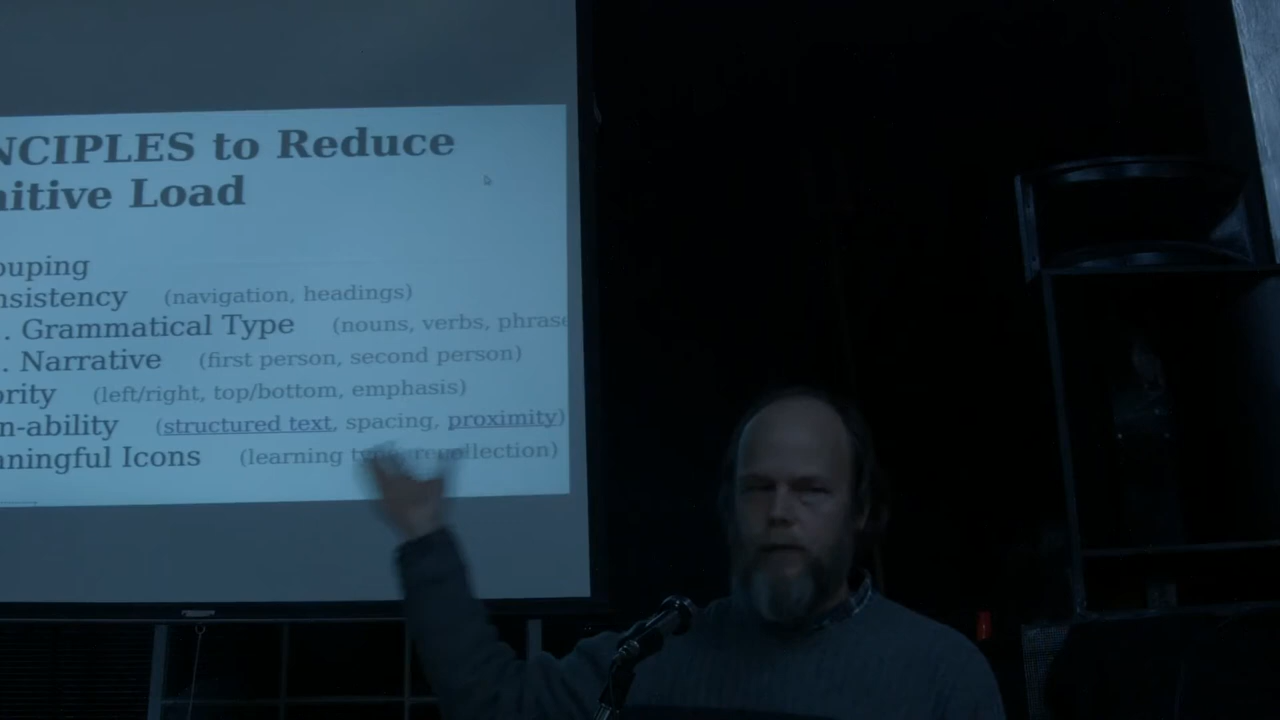 NCIPLES to Reduce
nitive Load
ouping
nsistency (navigation, headings)
. Grammatical Type (nouns, verbs, phrase
. Narrative (first person, second person)
ority (left/right, top/bottom, emphasis)
n-ability (structured text, spacing, proximity)
aningful Icons (learning recollection)